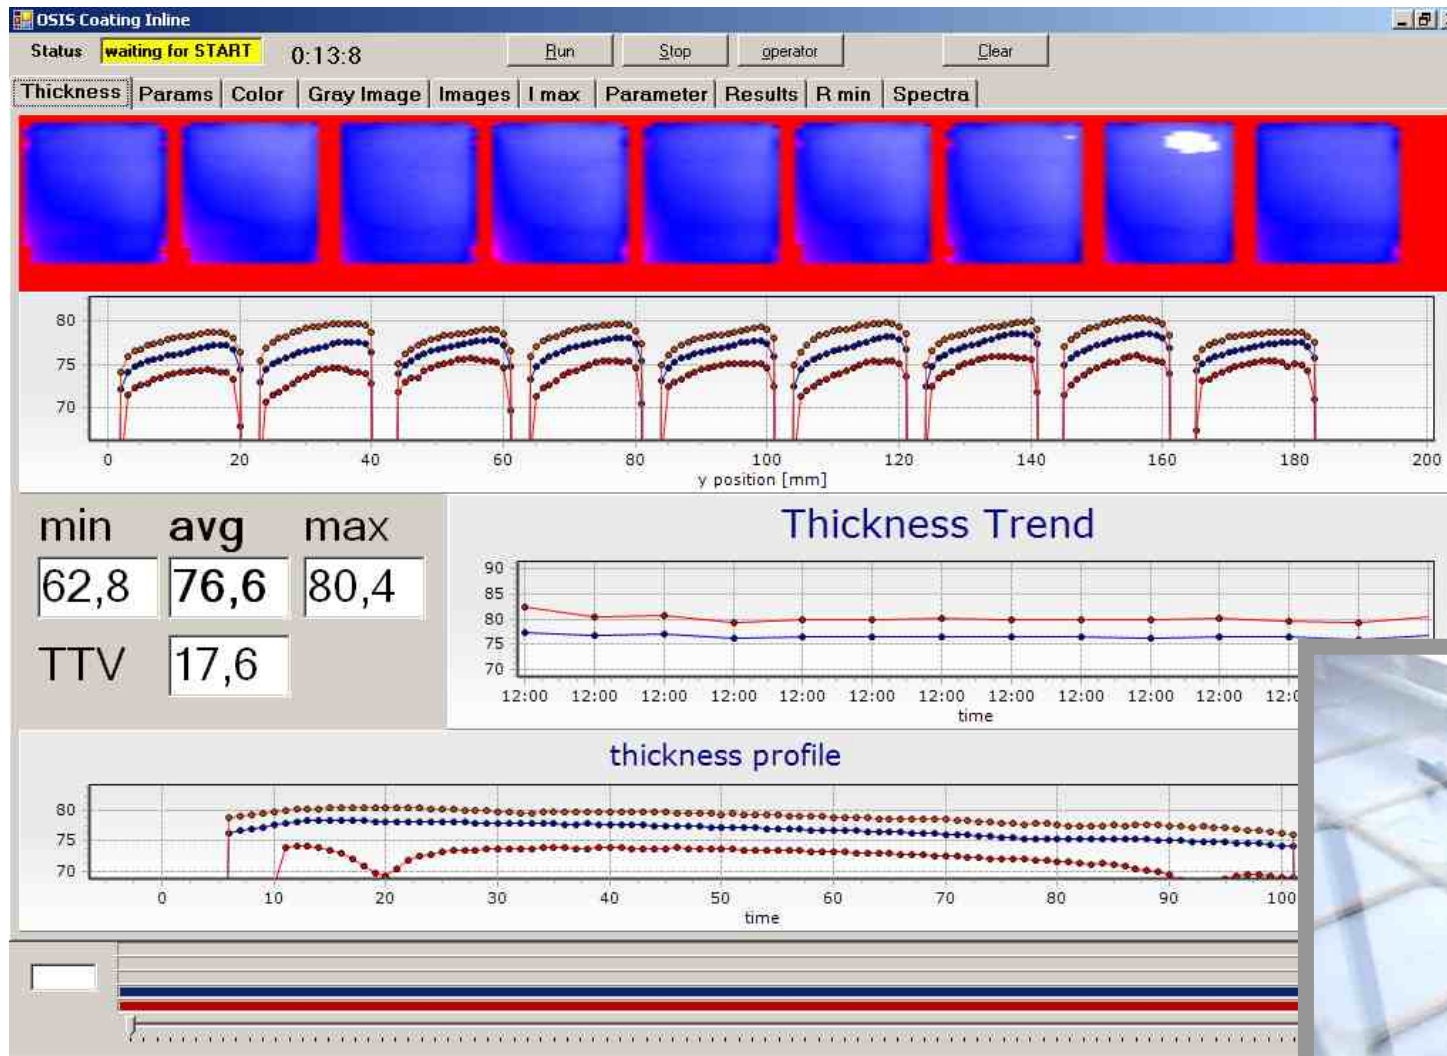 OSIS Coating Inline
Status waiting for START 0:13:8 Run Stop operator Clear
Thickness Params Color Gray Image Images I max Parameter Results R min Spectra
80
75
70
0 20 40 60 80 100 120 140 160 180 200
y position [mm]
min avg max
62,8 76,6 80,4
TTV 17,6
Thickness Trend
90
85
80
75
70
12:00 12:00 12:00 12:00 12:00 12:00 12:00 12:00 12:00 12:00 12:00 12:0
time
thickness profile
80
75
70
0 10 20 30 40 50 60 70 80 90 100
time